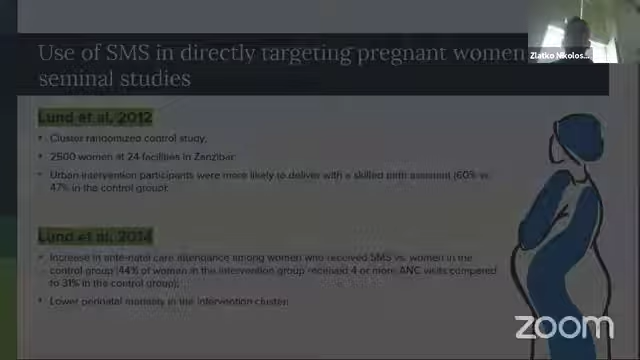 Use of SMS in directly targeting pregnant women
seminal studies
Zlatko Nikolos...
Lund et al, 2012
Cluster randomized control study,
2500 women at 24 facilities in Zanzibar
Urban intervention participants were more likely to deliver with a skilled birth attendant (60% vs
47% in the control group).
Lund et al, 2014
Increase in ante-natal care attendance among women who received SMS vs. women in the
control group (44% of women in the intervention group received 4 or more ANC visits compared
to 31% in the control group);
Lower perinatal mortality in the intervention cluster;
zoom